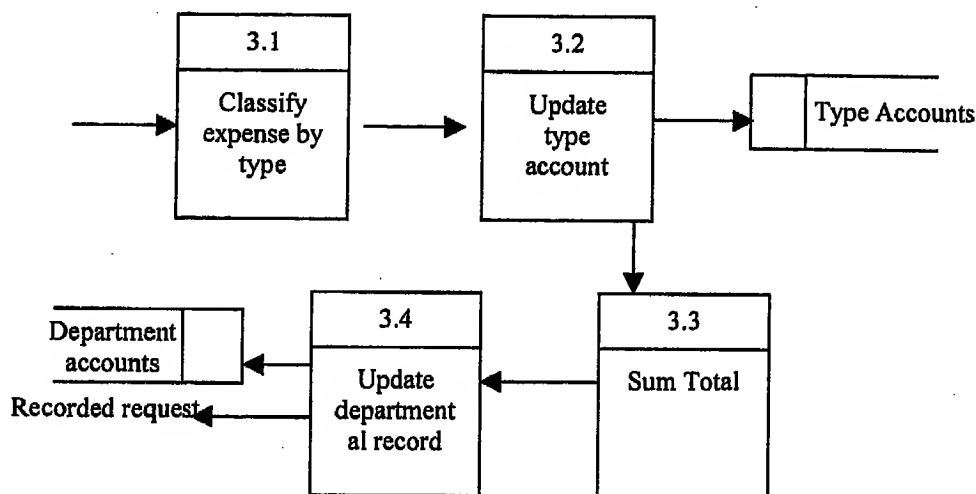 3.1
Classify
expense by
type
3.2
Update
type
account
Type Accounts
Department
accounts
Recorded request
3.4
Update
department
al record
3.3
Sum Total